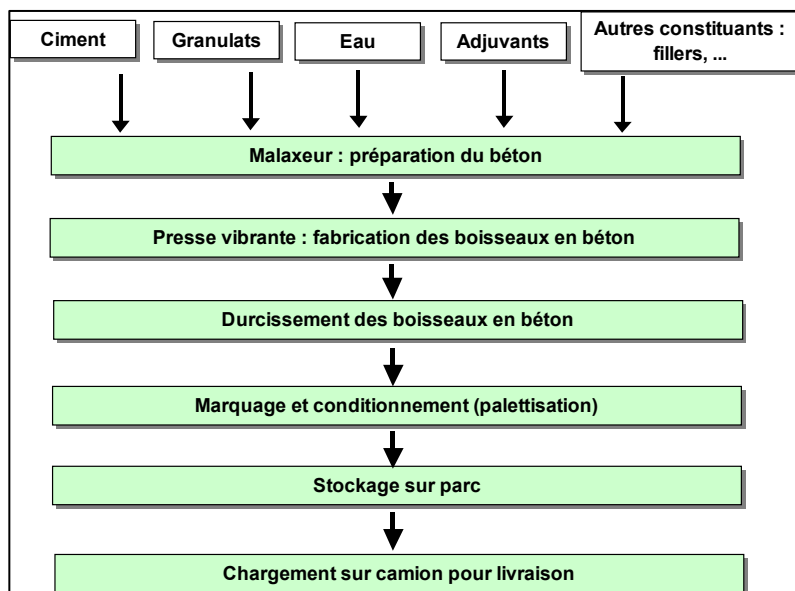 Ciment
Granulats
Eau
Adjuvants
Autres constituants :
fillers, ...
Malaxeur : préparation du béton
Presse vibrante : fabrication des boisseaux en béton
Durcissement des boisseaux en béton
Marquage et conditionnement (palettisation)
Stockage sur parc
Chargement sur camion pour livraison